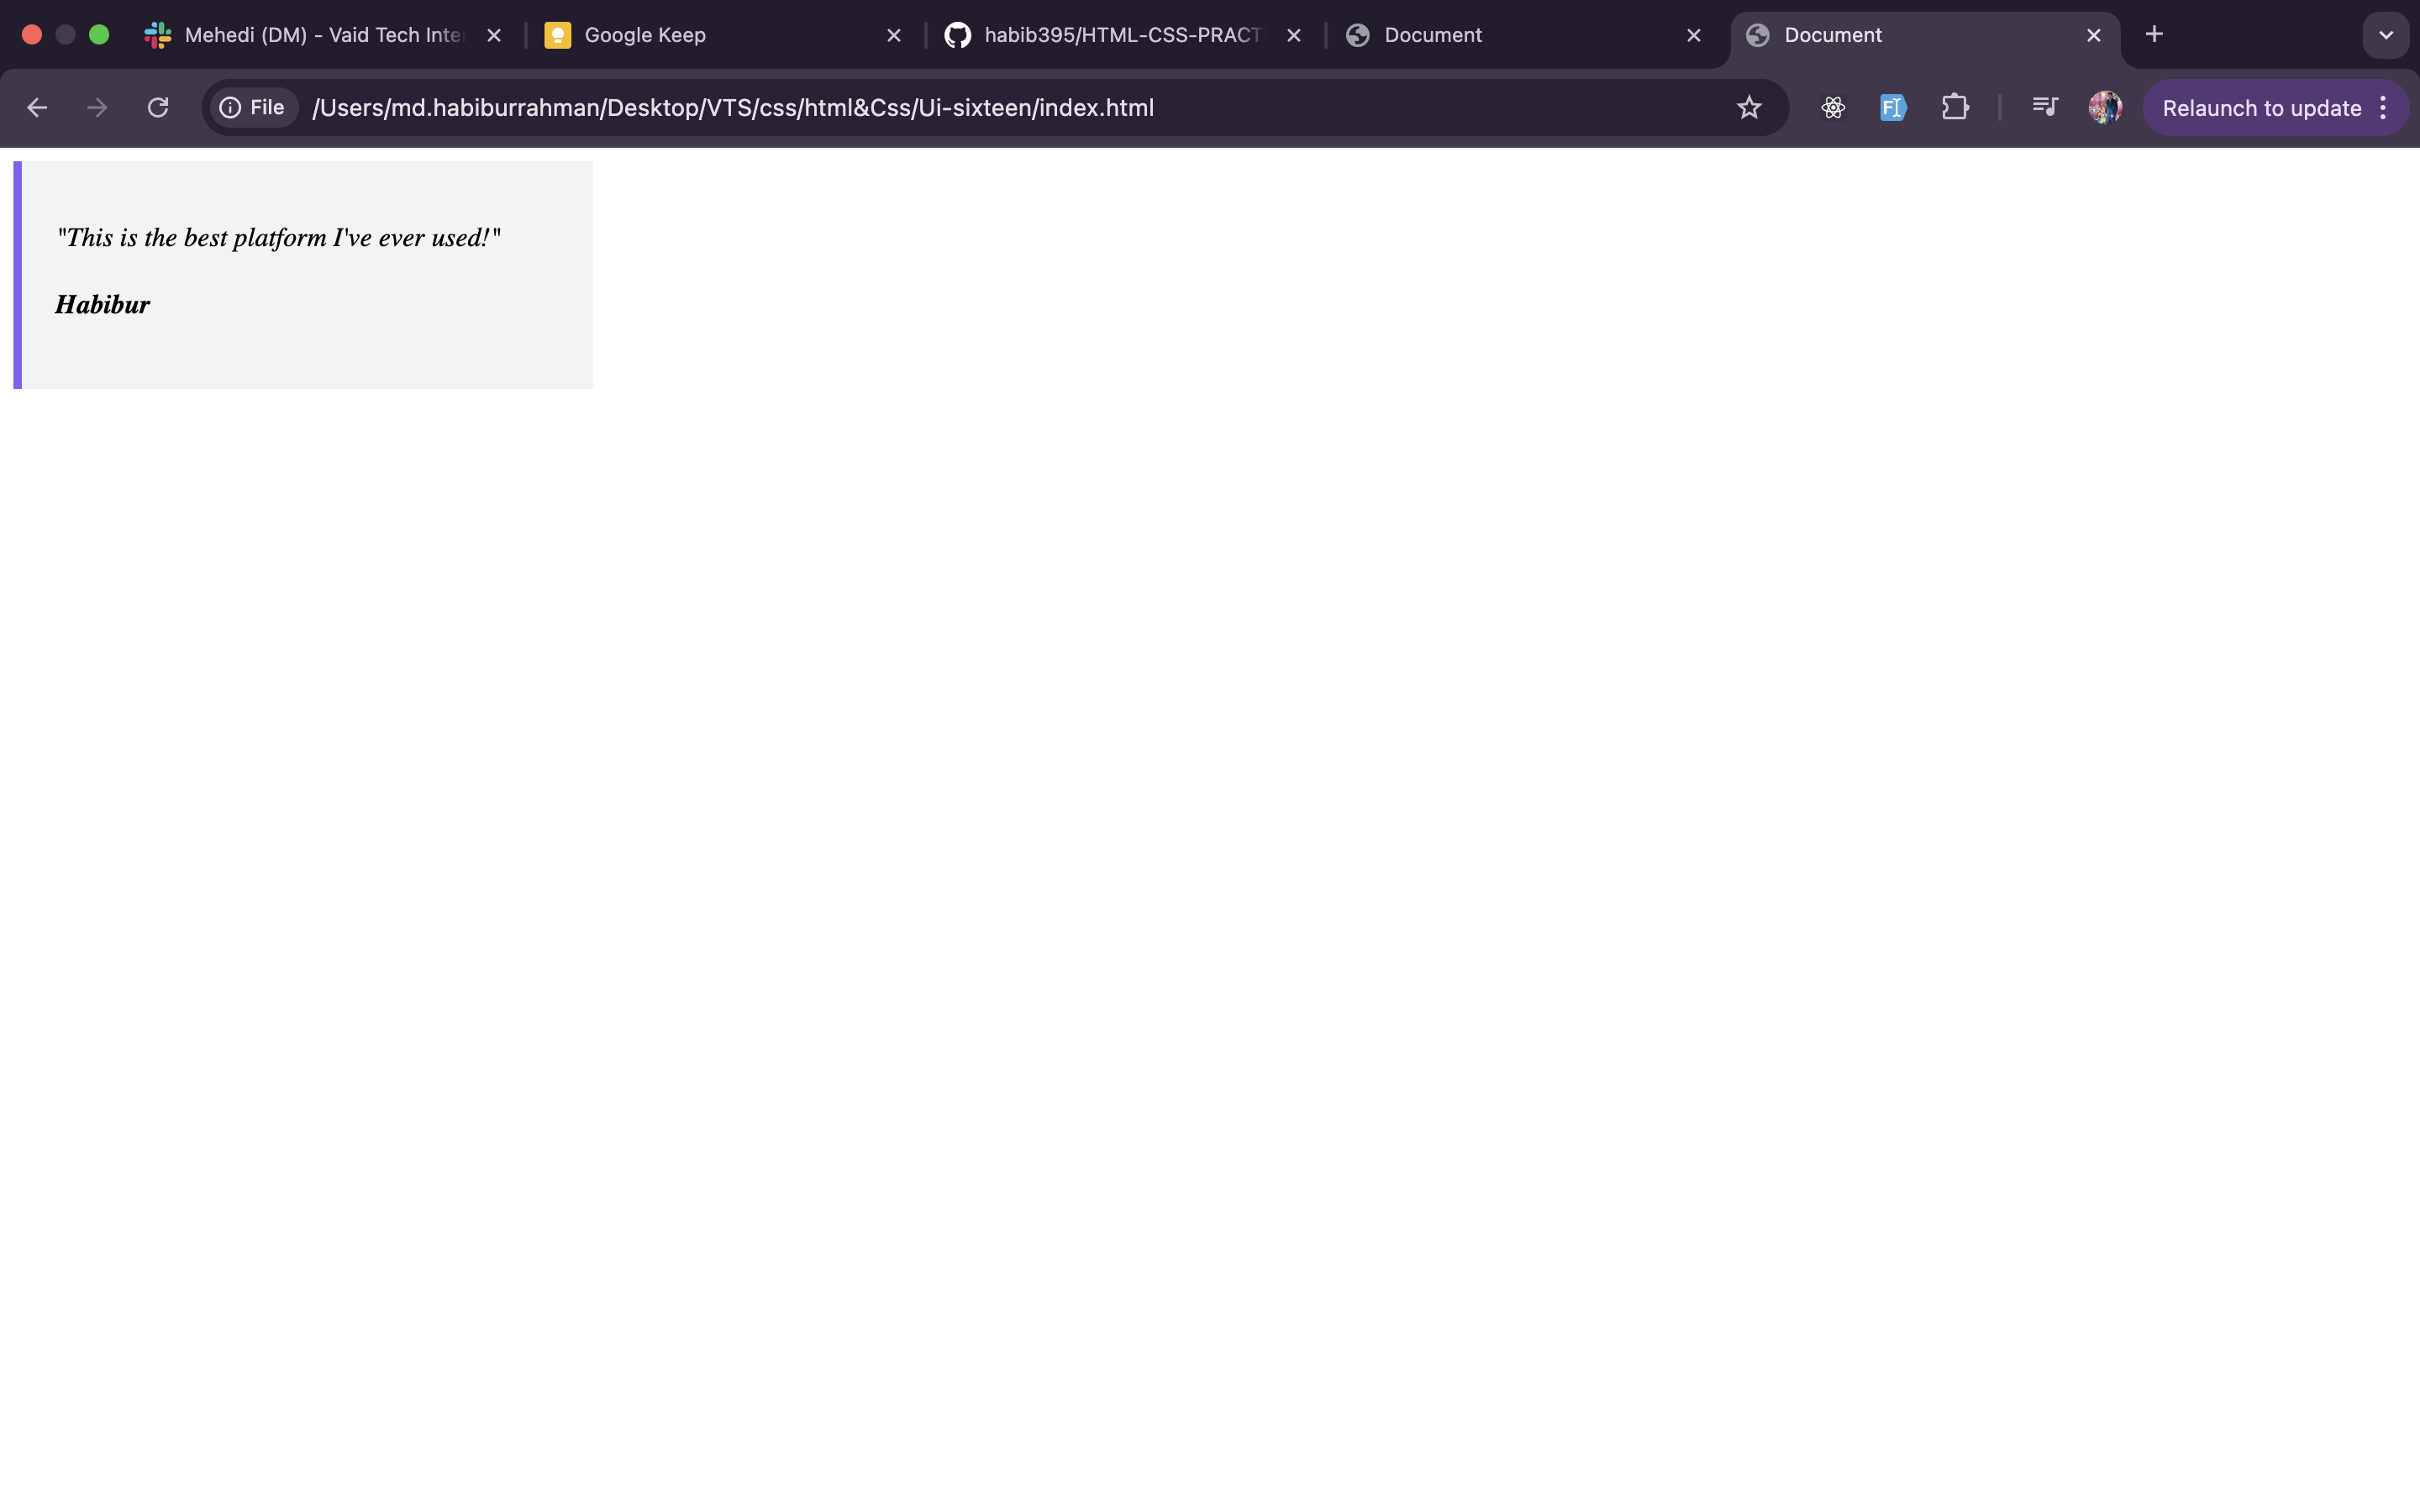 Mehedi (DM) - Vaid Tech Inte
Google Keep
habib395/HTML-CSS-PRACT
Document
Document
File
/Users/md.habiburrahman/Desktop/VTS/css/html&Css/Ui-sixteen/index.html
Relaunch to update
"This is the best platform I've ever used!"
Habibur